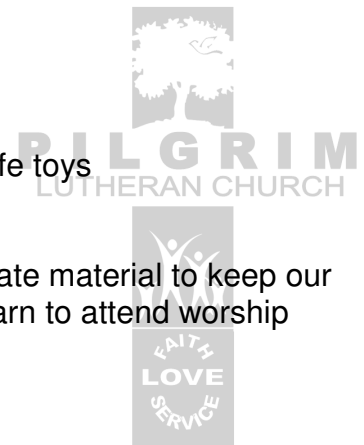 fe toys
PILGRIM
LUTHERAN CHURCH
ate material to keep our
arn to attend worship
FAITH
LOVE
SERVICE